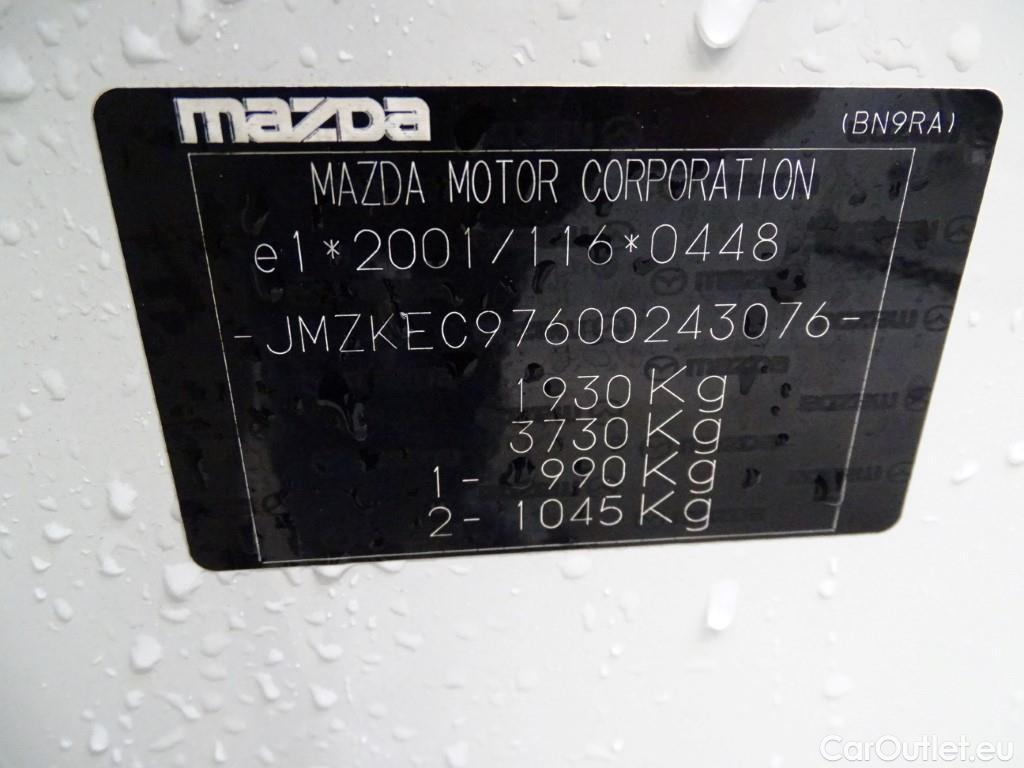 mazda
(BN9RA)
MAZDA MOTOR CORPORATION
e1*2001/116*0448
-JMZKEC97600243076-
1930 Kg
3730 Kg
1- 990 Kg
2- 1045 Kg
CarOutlet.eu